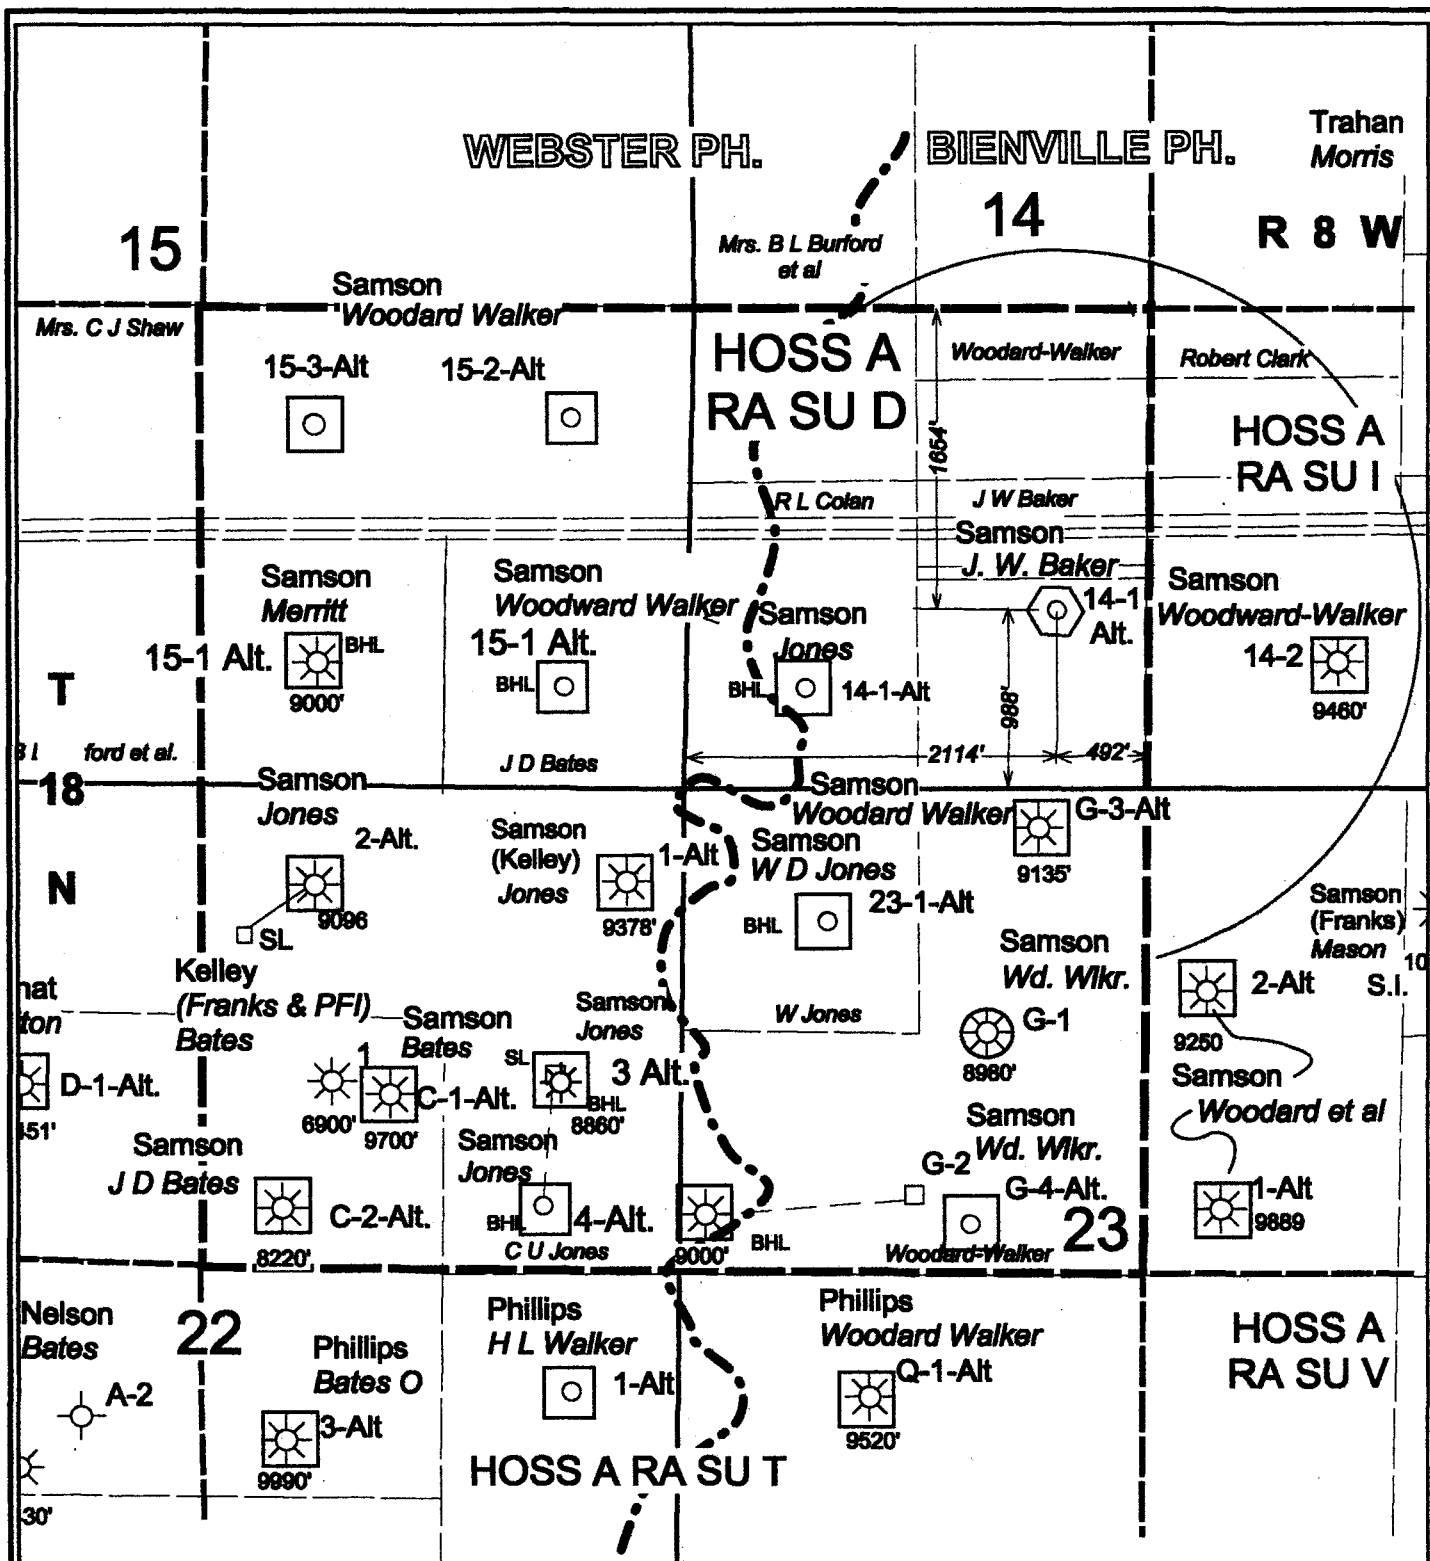 WEBSTER PH.
BIENVILLE PH.
Trahan
Morris
14
R 8 W
15
Mrs. B L Burford
et al
Samson
Woodard Walker
Mrs. C J Shaw
HOSS A
RA SU D
Woodard-Walker
Robert Clark
15-3-Alt
15-2-Alt
1654'
HOSS A
RA SU I
R L Colan
J W Baker
Samson
J. W. Baker
14-1
Alt.
Samson
Merritt
15-1 Alt.
BHL
9000'
Samson
Woodward Walker
15-1 Alt.
BHL
Samson
Jones
BHL
14-1-Alt
Samson
Woodward-Walker
14-2
9460'
T
18
N
988'
2114'
492'
ford et al.
J D Bates
Samson
Jones
2-Alt.
9096
SL
Samson
(Kelley)
Jones
1-Alt
9378'
Samson
Woodard Walker
G-3-Alt
9135'
Samson
W D Jones
23-1-Alt
BHL
Samson
(Franks)
Mason
10
S.I.
Samson
Wd. Wlkr.
G-1
8980'
2-Alt
9250
Kelley
(Franks & PFI)
Bates
1
6900'
nat
ton
D-1-Alt.
451'
Samson
Bates
C-1-Alt.
9700'
Samson
Jones
SL
3 Alt.
BHL
8860'
W Jones
Samson
Woodard et al
1-Alt
9889
Samson
J D Bates
C-2-Alt.
8220'
Samson
Jones
BHL
4-Alt.
C U Jones
9000'
BHL
Samson
Wd. Wlkr.
G-2
G-4-Alt.
Woodard-Walker
23
Nelson
Bates
A-2
22
Phillips
Bates O
3-Alt
9990'
Phillips
H L Walker
1-Alt
Phillips
Woodard Walker
Q-1-Alt
9520'
HOSS A
RA SU V
HOSS A RA SU T
30'